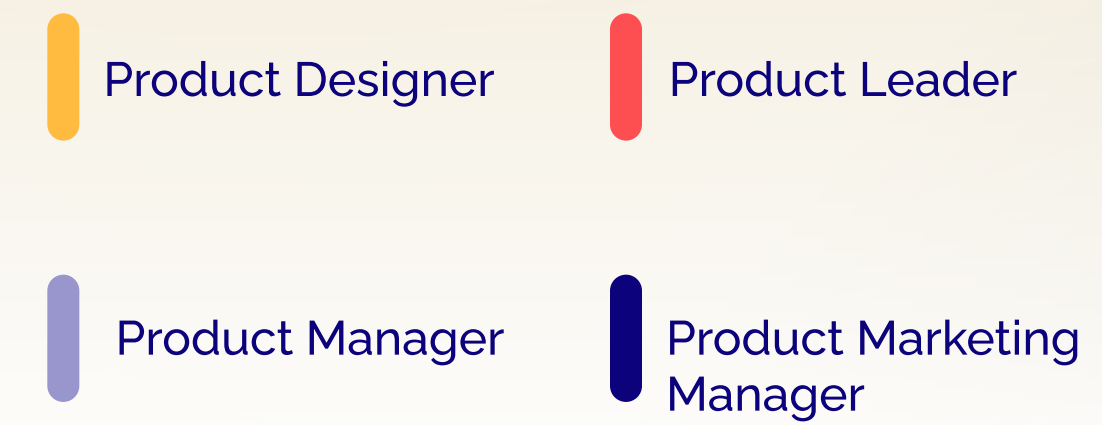 Product Designer
Product Leader
Product Manager
Product Marketing
Manager